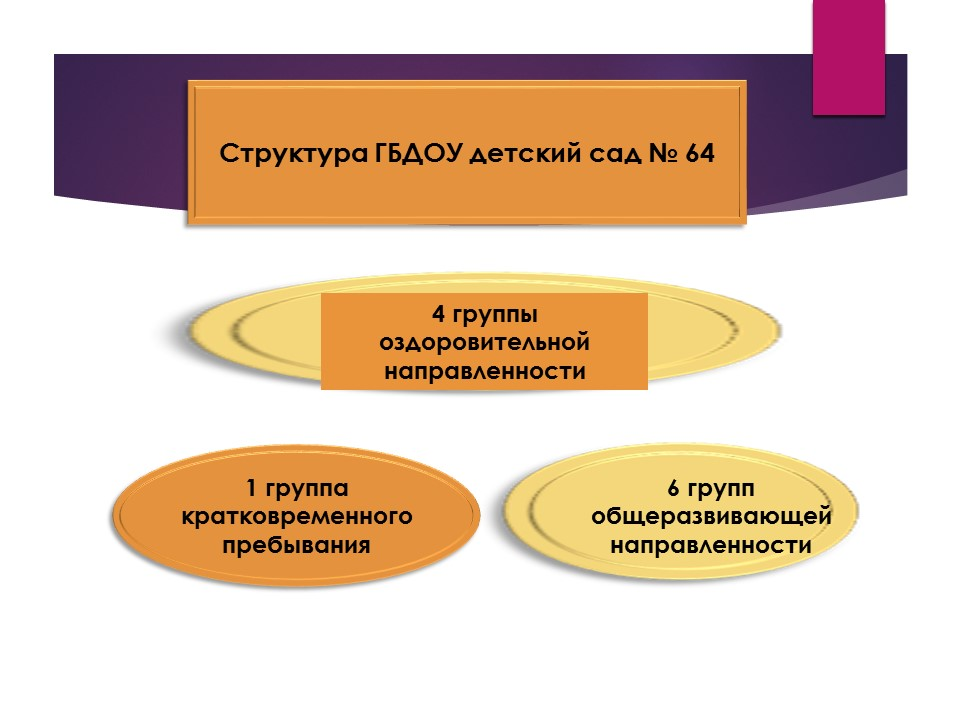 Структура ГБДОУ детский сад № 64
4 группы
оздоровительной
направленности
1 группа
кратковременного
пребывания
6 групп
общеразвивающей
направленности